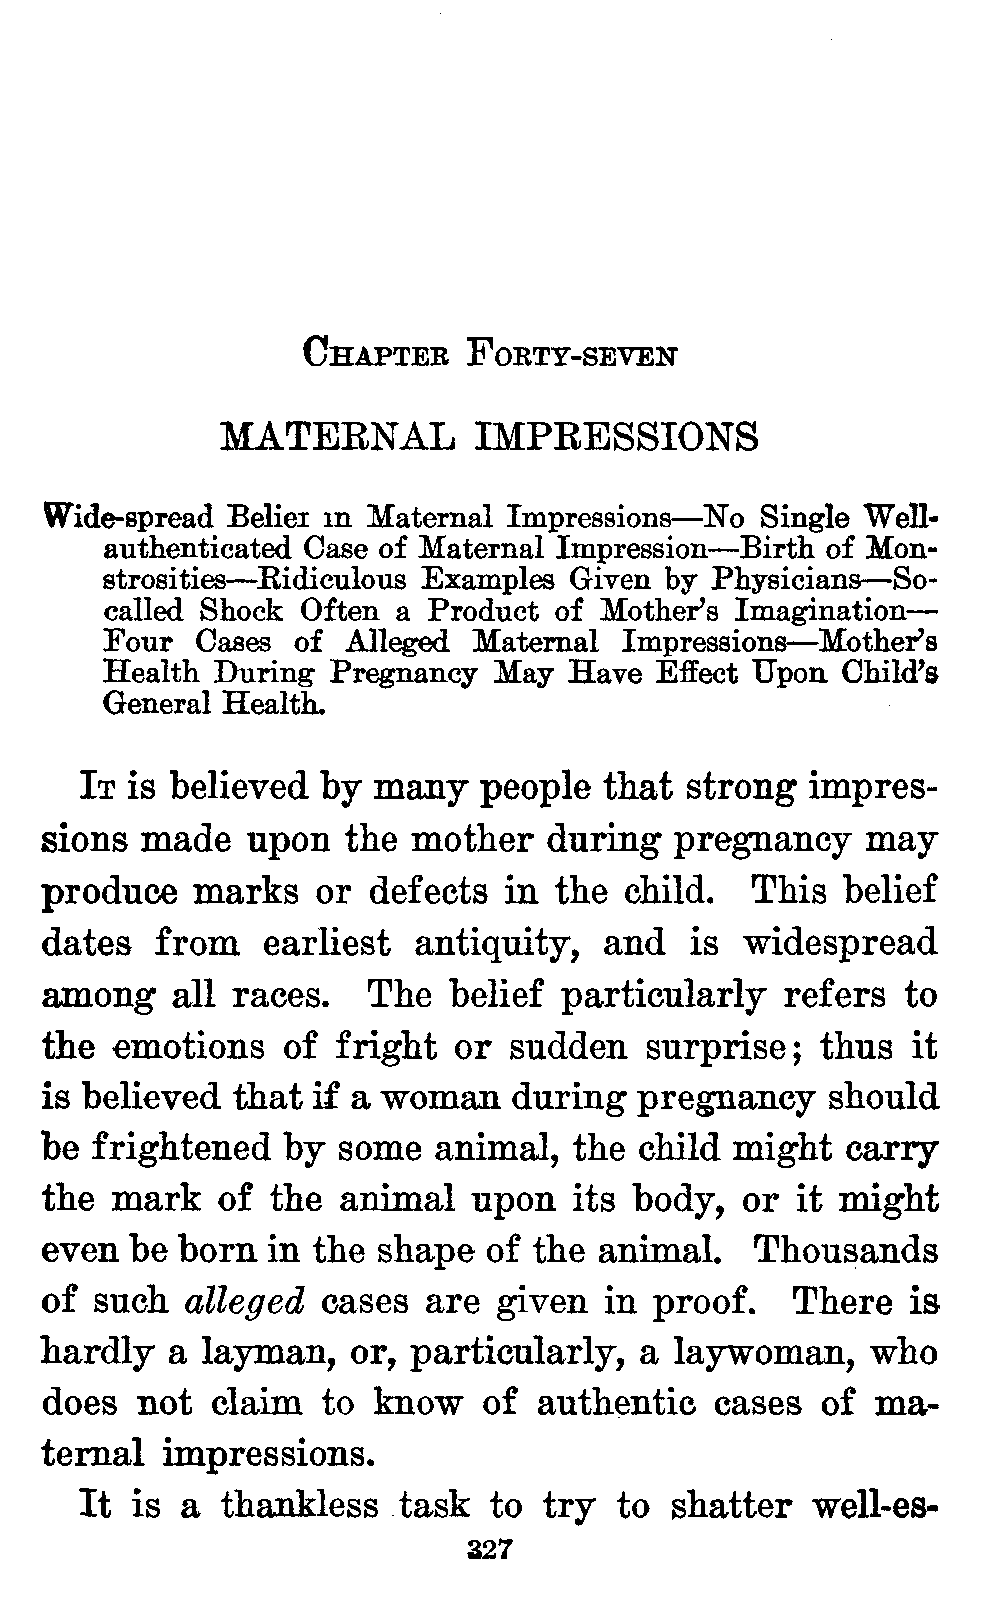 CHAPTER FORTY-SEVEN
MATERNAL IMPRESSIONS
Wide-spread Belief in Maternal Impressions—No Single Well-
authenticated Case of Maternal Impression—Birth of Mon-
strosities—Ridiculous Examples Given by Physicians—So-
called Shock Often a Product of Mother's Imagination—
Four Cases of Alleged Maternal Impressions—Mother's
Health During Pregnancy May Have Effect Upon Child's
General Health.
IT is believed by many people that strong impres-
sions made upon the mother during pregnancy may
produce marks or defects in the child. This belief
dates from earliest antiquity, and is widespread
among all races. The belief particularly refers to
the emotions of fright or sudden surprise; thus it
is believed that if a woman during pregnancy should
be frightened by some animal, the child might carry
the mark of the animal upon its body, or it might
even be born in the shape of the animal. Thousands
of such alleged cases are given in proof. There is
hardly a layman, or, particularly, a laywoman, who
does not claim to know of authentic cases of ma-
ternal impressions.
It is a thankless task to try to shatter well-es-
327